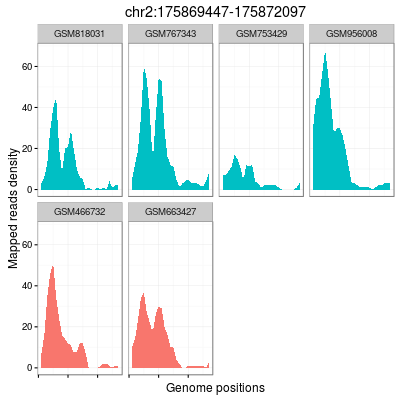 chr2:175869447-175872097
GSM818031 GSM767343 GSM753429 GSM956008
60
40
20
0
GSM466732 GSM663427
60
40
20
0
Mapped reads density
Genome positions